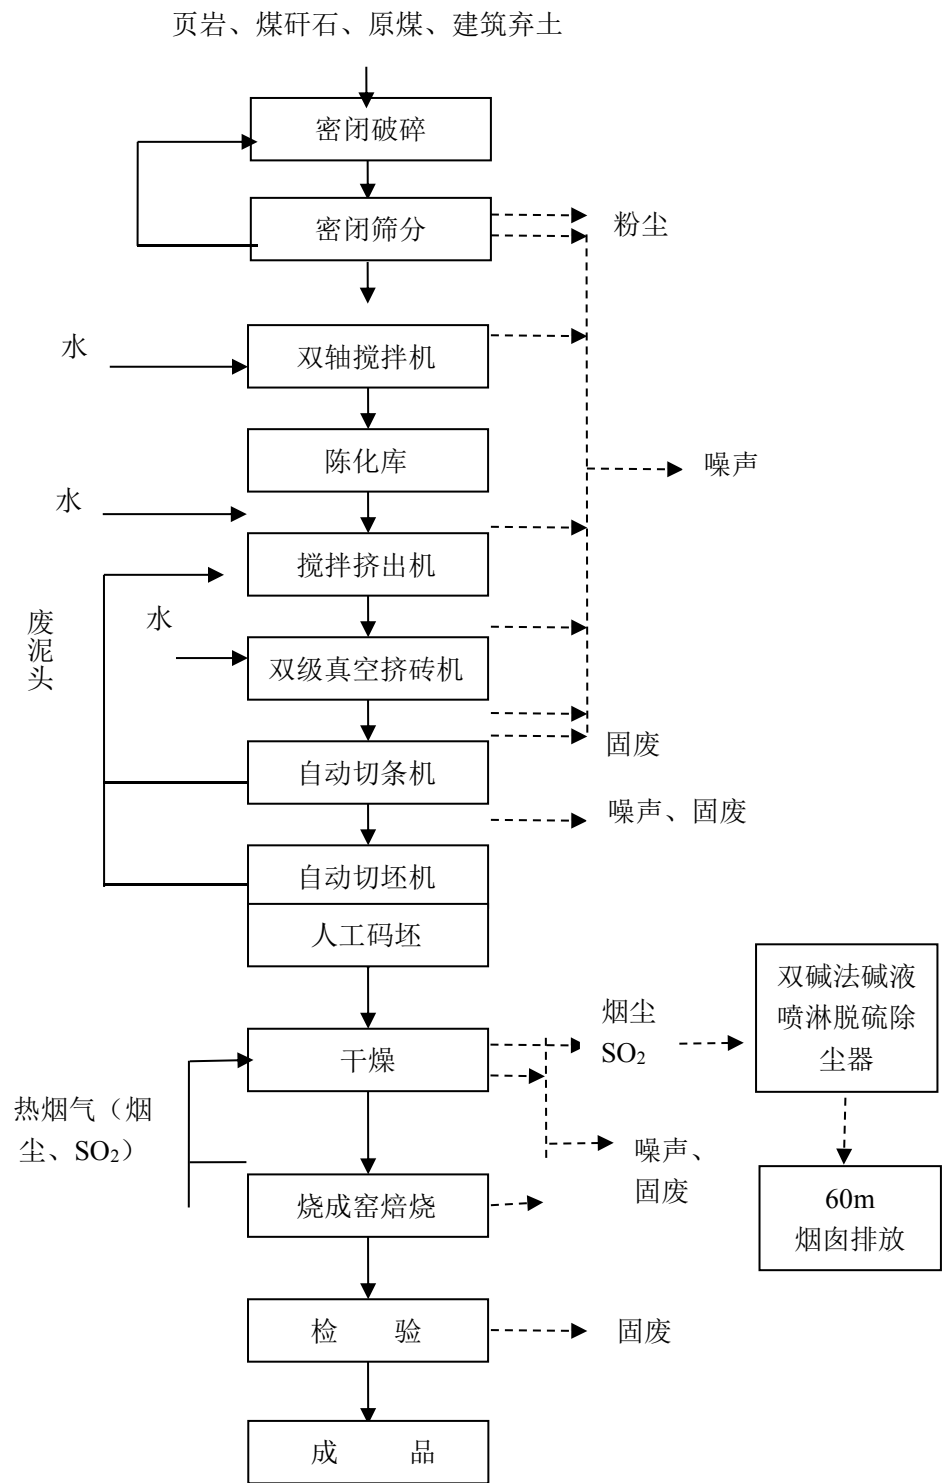 页岩、煤矸石、原煤、建筑弃土
密闭破碎
密闭筛分
粉尘
水
双轴搅拌机
陈化库
噪声
水
搅拌挤出机
废泥头
水
双级真空挤砖机
固废
自动切条机
噪声、固废
自动切坯机
人工码坯
双碱法碱液
喷淋脱硫除
尘器
烟尘
SO₂
干燥
热烟气（烟
尘、SO₂）
噪声、
固废
烧成窑焙烧
60m
烟囱排放
检 验
固废
成 品